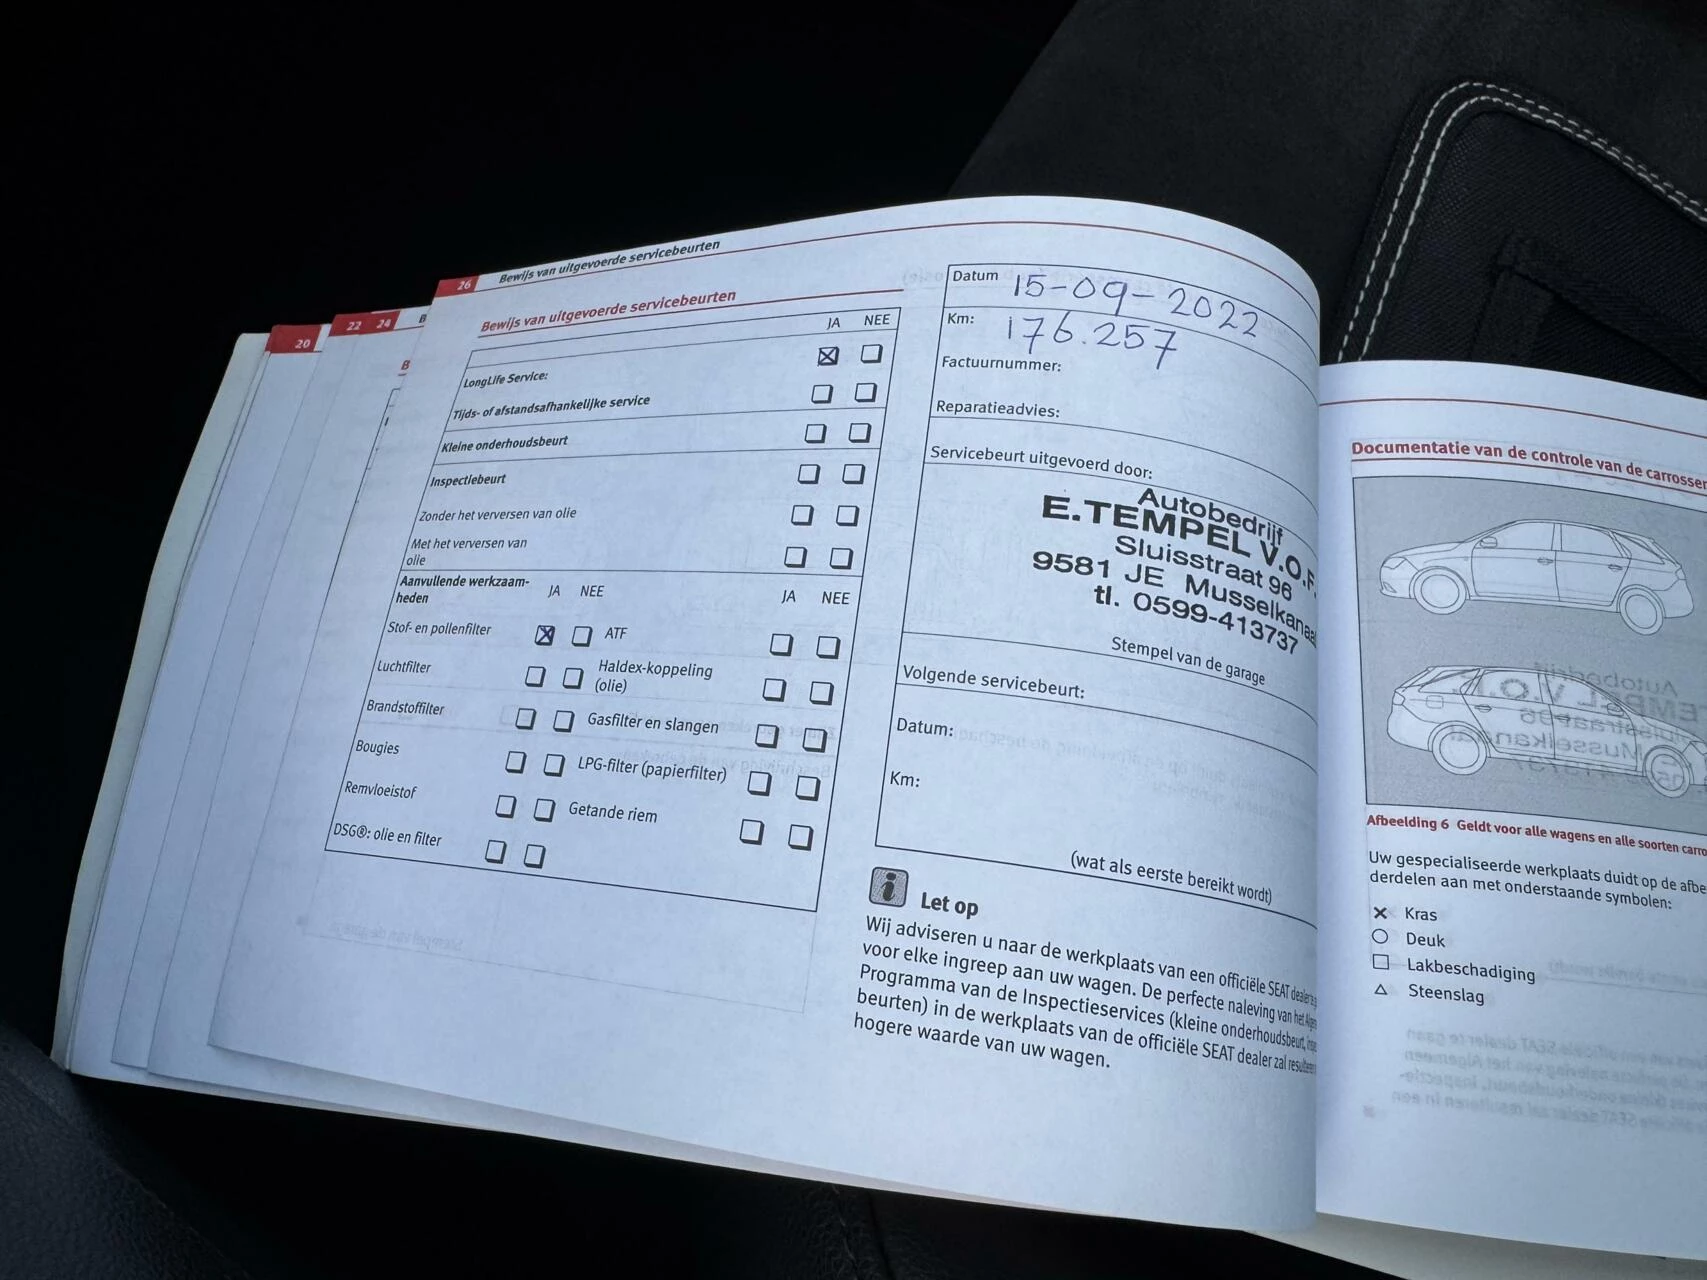 20
22 24
26 Bewijs van uitgevoerde servicebeurten
Bewijs van uitgevoerde servicebeurten
JA NEE
LongLife Service:
Tijds- of afstandsafhankelijke service
Kleine onderhoudsbeurt
Inspectiebeurt
Zonder het verversen van olie
Met het verversen van
olie
Aanvullende werkzaam-
heden
JA NEE
JA NEE
Stof- en pollenfilter
ATF
Luchtfilter
Haldex-koppeling
(olie)
Brandstoffilter
Gasfilter en slangen
Bougies
LPG-filter (papierfilter)
Remvloeistof
Getande riem
DSG®: olie en filter
Datum 15-09-2022
Km: 176.257
Factuurnummer:
Reparatieadvies:
Servicebeurt uitgevoerd door:
Autobedrijf
E.TEMPEL V.O.F.
Sluisstraat 96
9581 JE Musselkanaal
tl. 0599-413737
Stempel van de garage
Volgende servicebeurt:
Datum:
Km:
(wat als eerste bereikt wordt)
Let op
Wij adviseren u naar de werkplaats van een officiële SEAT dealer
voor elke ingreep aan uw wagen. De perfecte naleving van het
Programma van de Inspectieservices (kleine onderhoudsbeurt,
beurten) in de werkplaats van de officiële SEAT dealer zal
hogere waarde van uw wagen.
Documentatie van de controle van de carrosser
Afbeelding 6 Geldt voor alle wagens en alle soorten carro
Uw gespecialiseerde werkplaats duidt op de afbe
derdelen aan met onderstaande symbolen:
Kras
Deuk
Lakbeschadiging
Steenslag